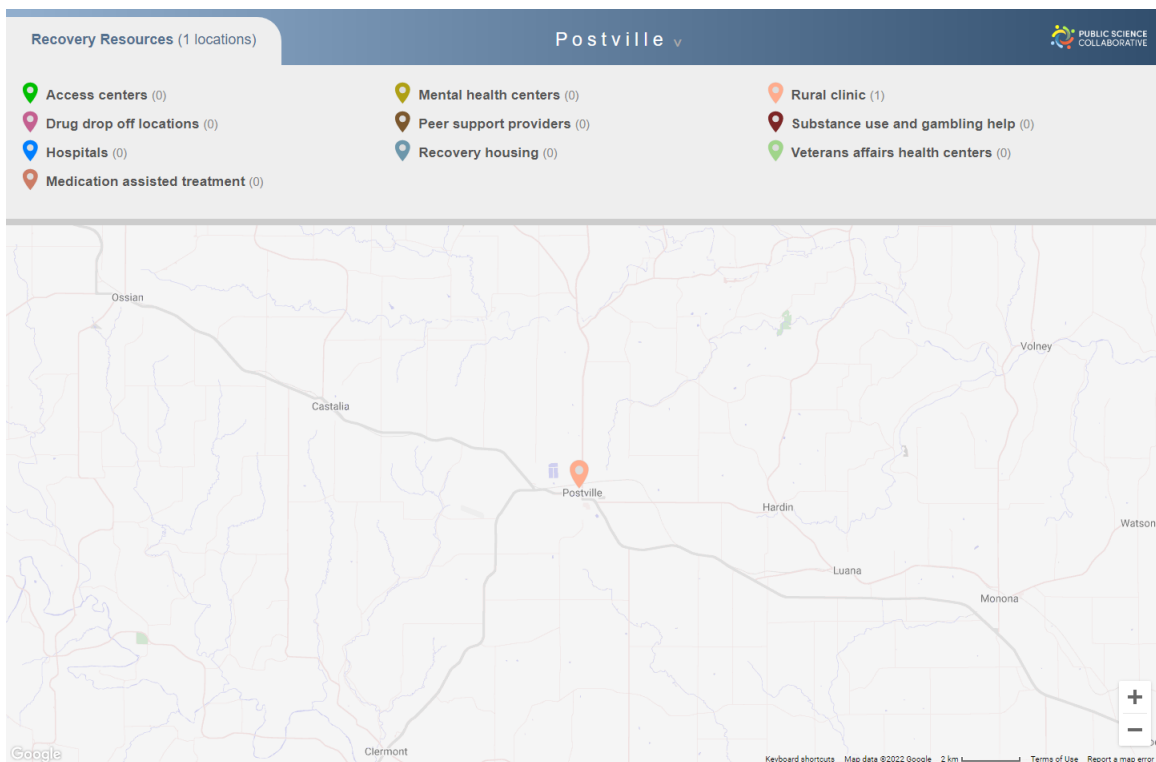 Recovery Resources (1 locations)
Postville v
PUBLIC SCIENCE
COLLABORATIVE
Access centers (0)
Mental health centers (0)
Rural clinic (1)
Drug drop off locations (0)
Peer support providers (0)
Substance use and gambling help (0)
Hospitals (0)
Recovery housing (0)
Veterans affairs health centers (0)
Medication assisted treatment (0)
Ossian
Volney
Castalia
Postville
Hardin
Watson
Luana
Monona
Clermont
+
−
Google
Keyboard shortcuts Map data ©2022 Google 2 km Terms of Use Report a map error